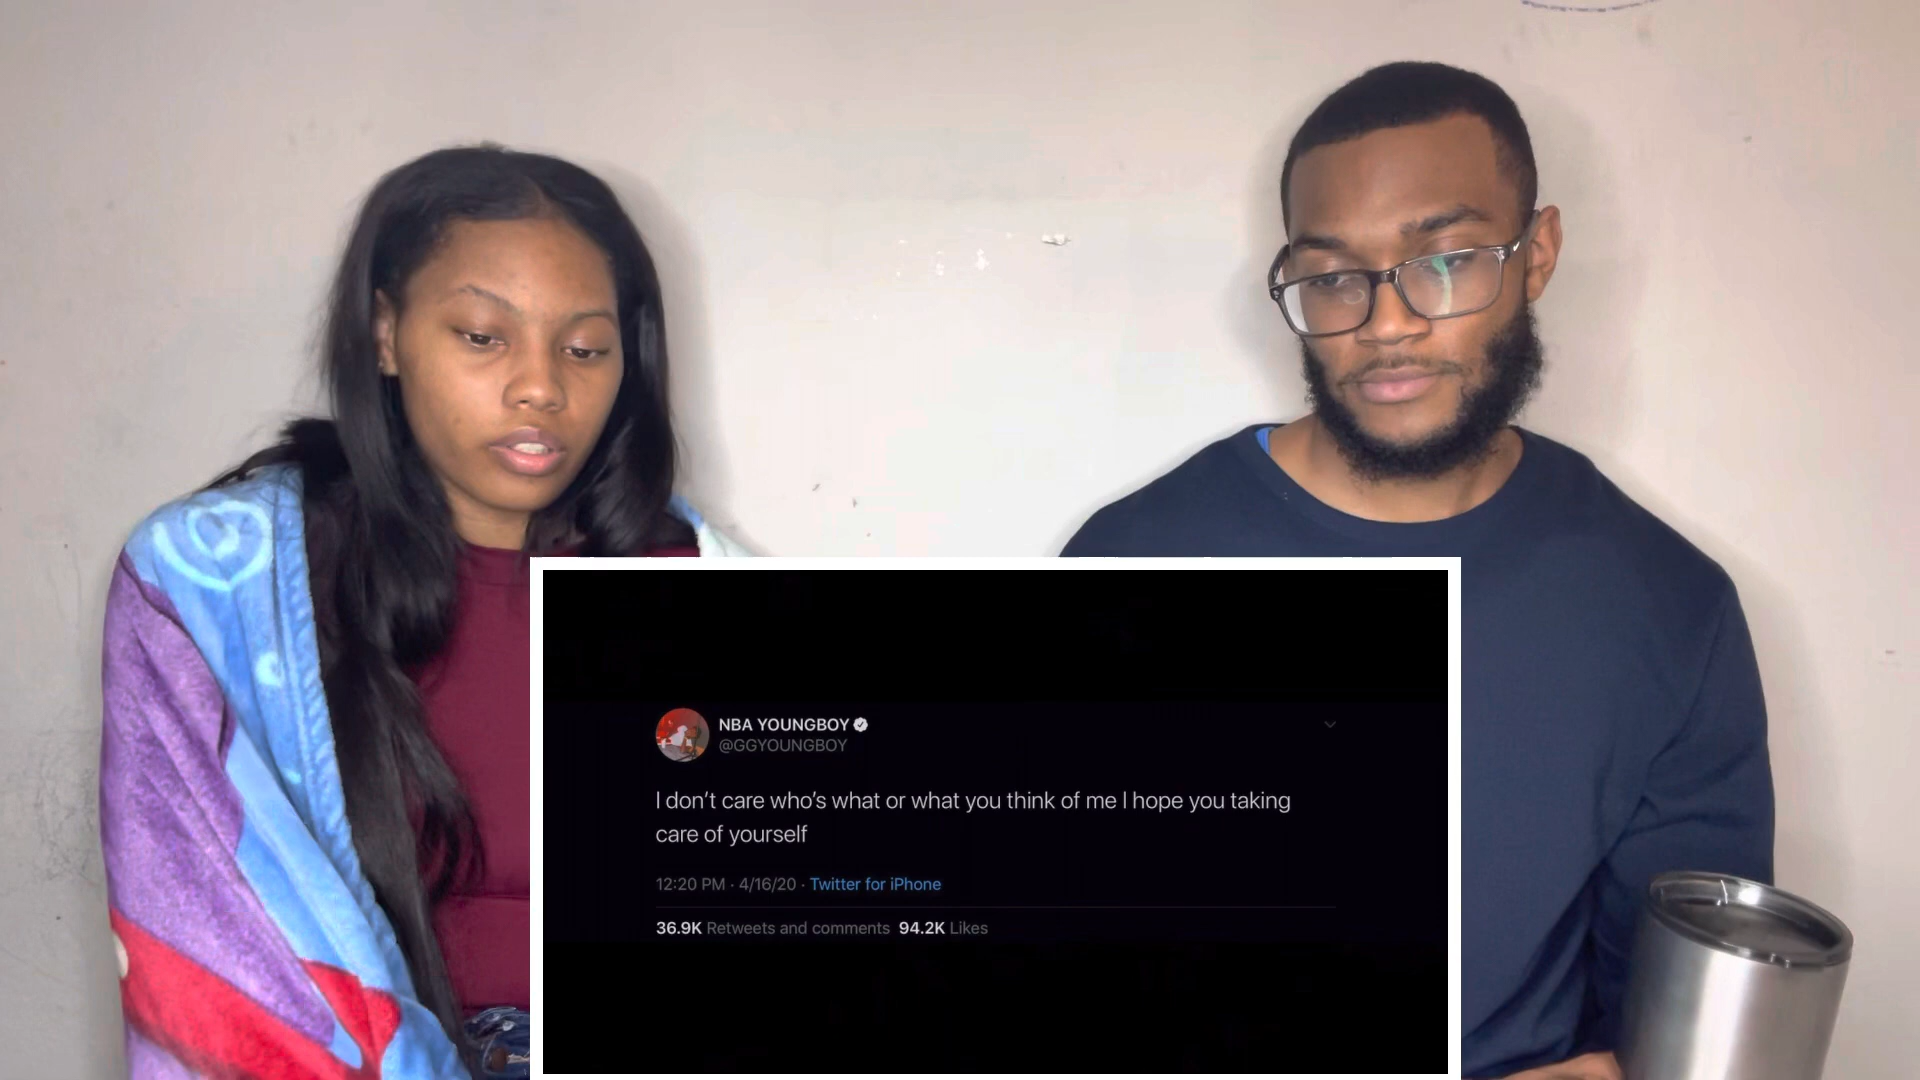 NBA YOUNGBOY
@GGYOUNGBOY
I don’t care who’s what or what you think of me I hope you taking
care of yourself
12:20 PM · 4/16/20 · Twitter for iPhone
36.9K Retweets and comments 94.2K Likes